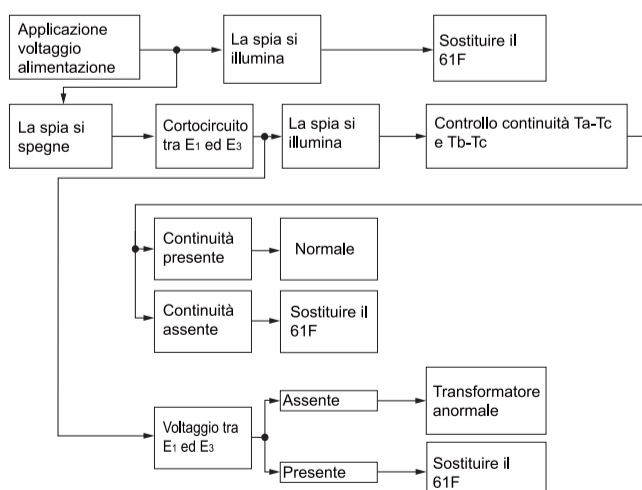 Applicazione
voltaggio
alimentazione
La spia si
illumina
Sostituire il
61F
La spia si
spegne
Cortocircuito
tra E1 ed E3
La spia si
illumina
Controllo continuità Ta-Tc
e Tb-Tc
Continuità
presente
Normale
Continuità
assente
Sostituire il
61F
Voltaggio tra
E1 ed E3
Assente
Transformatore
anormale
Presente
Sostituire il
61F